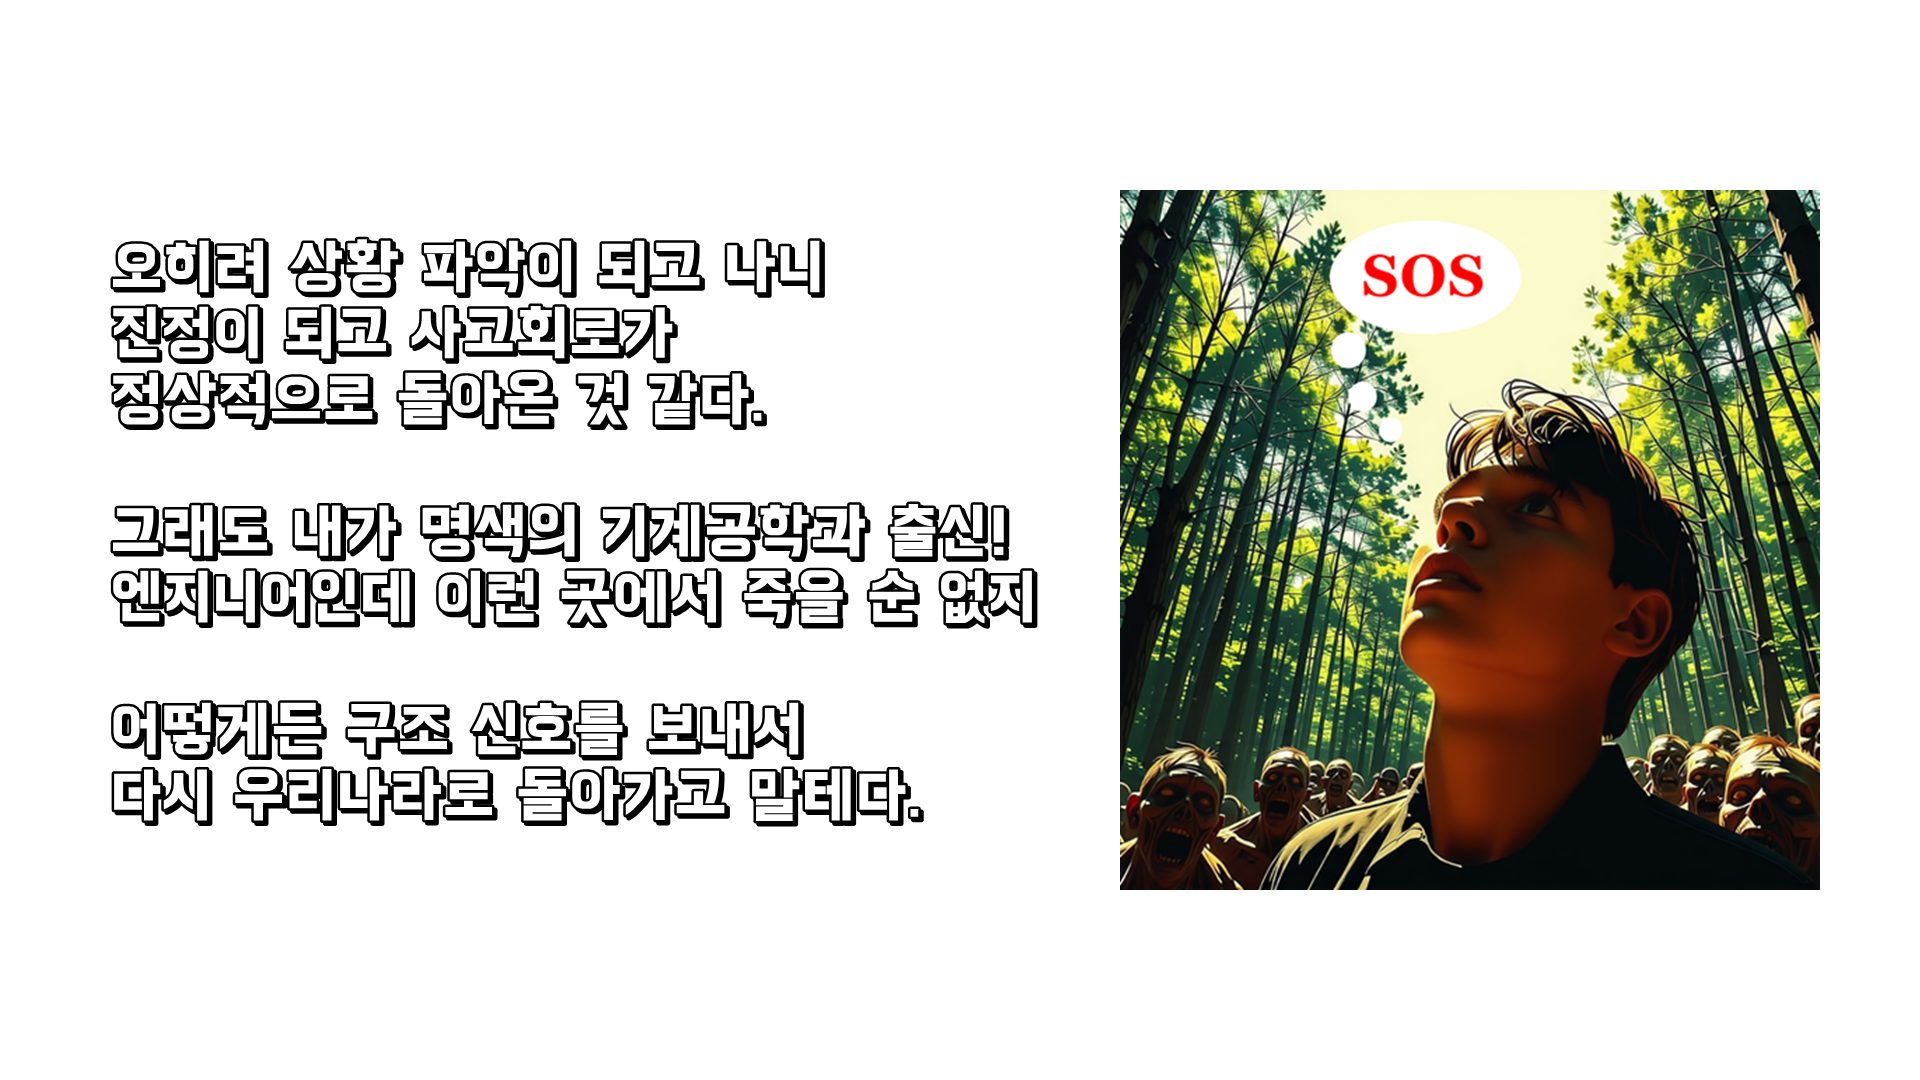 오히려 상황 파악이 되고 나니
진정이 되고 사고회로가
정상적으로 돌아온 것 같다.
그래도 내가 명색의 기계공학과 출신!
엔지니어인데 이런 곳에서 죽을 순 없지
어떻게든 구조 신호를 보내서
다시 우리나라로 돌아가고 말테다.
SOS